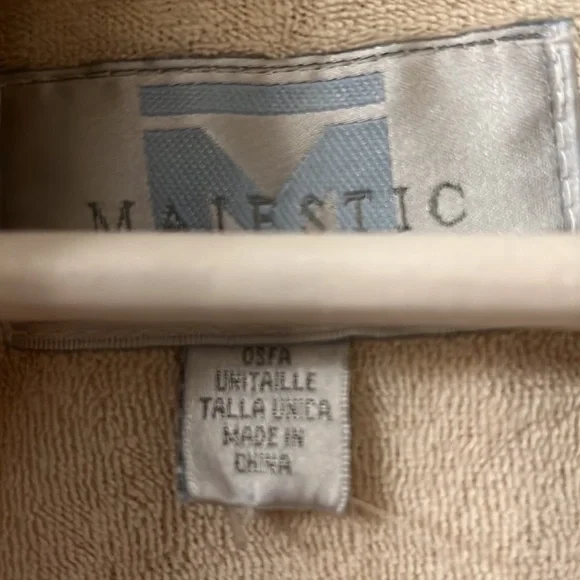 MAJESTIC
OSFA
UNITAILLE
TALLA UNICA
MADE IN
CHINA